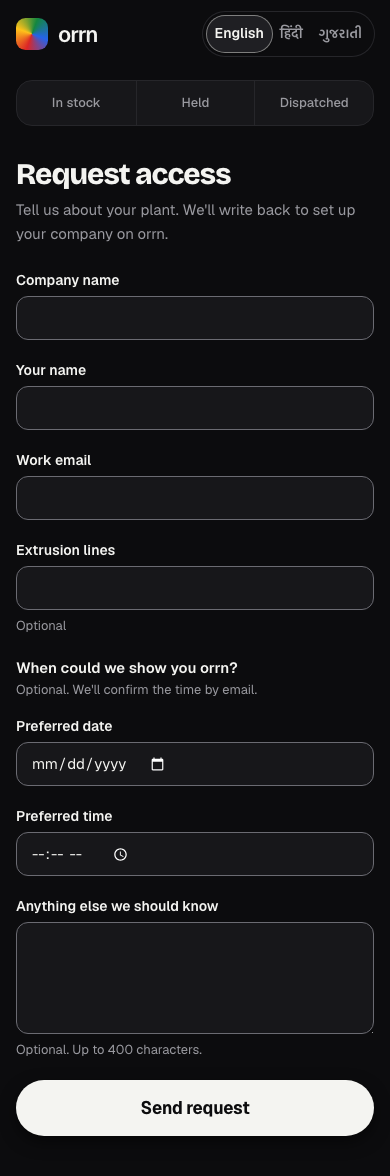 orrn
English हिंदी ગુજરાતી
In stock Held Dispatched
Request access
Tell us about your plant. We'll write back to set up
your company on orrn.
Company name
Your name
Work email
Extrusion lines
Optional
When could we show you orrn?
Optional. We'll confirm the time by email.
Preferred date
mm/dd/yyyy
Preferred time
--:-- --
Anything else we should know
Optional. Up to 400 characters.
Send request